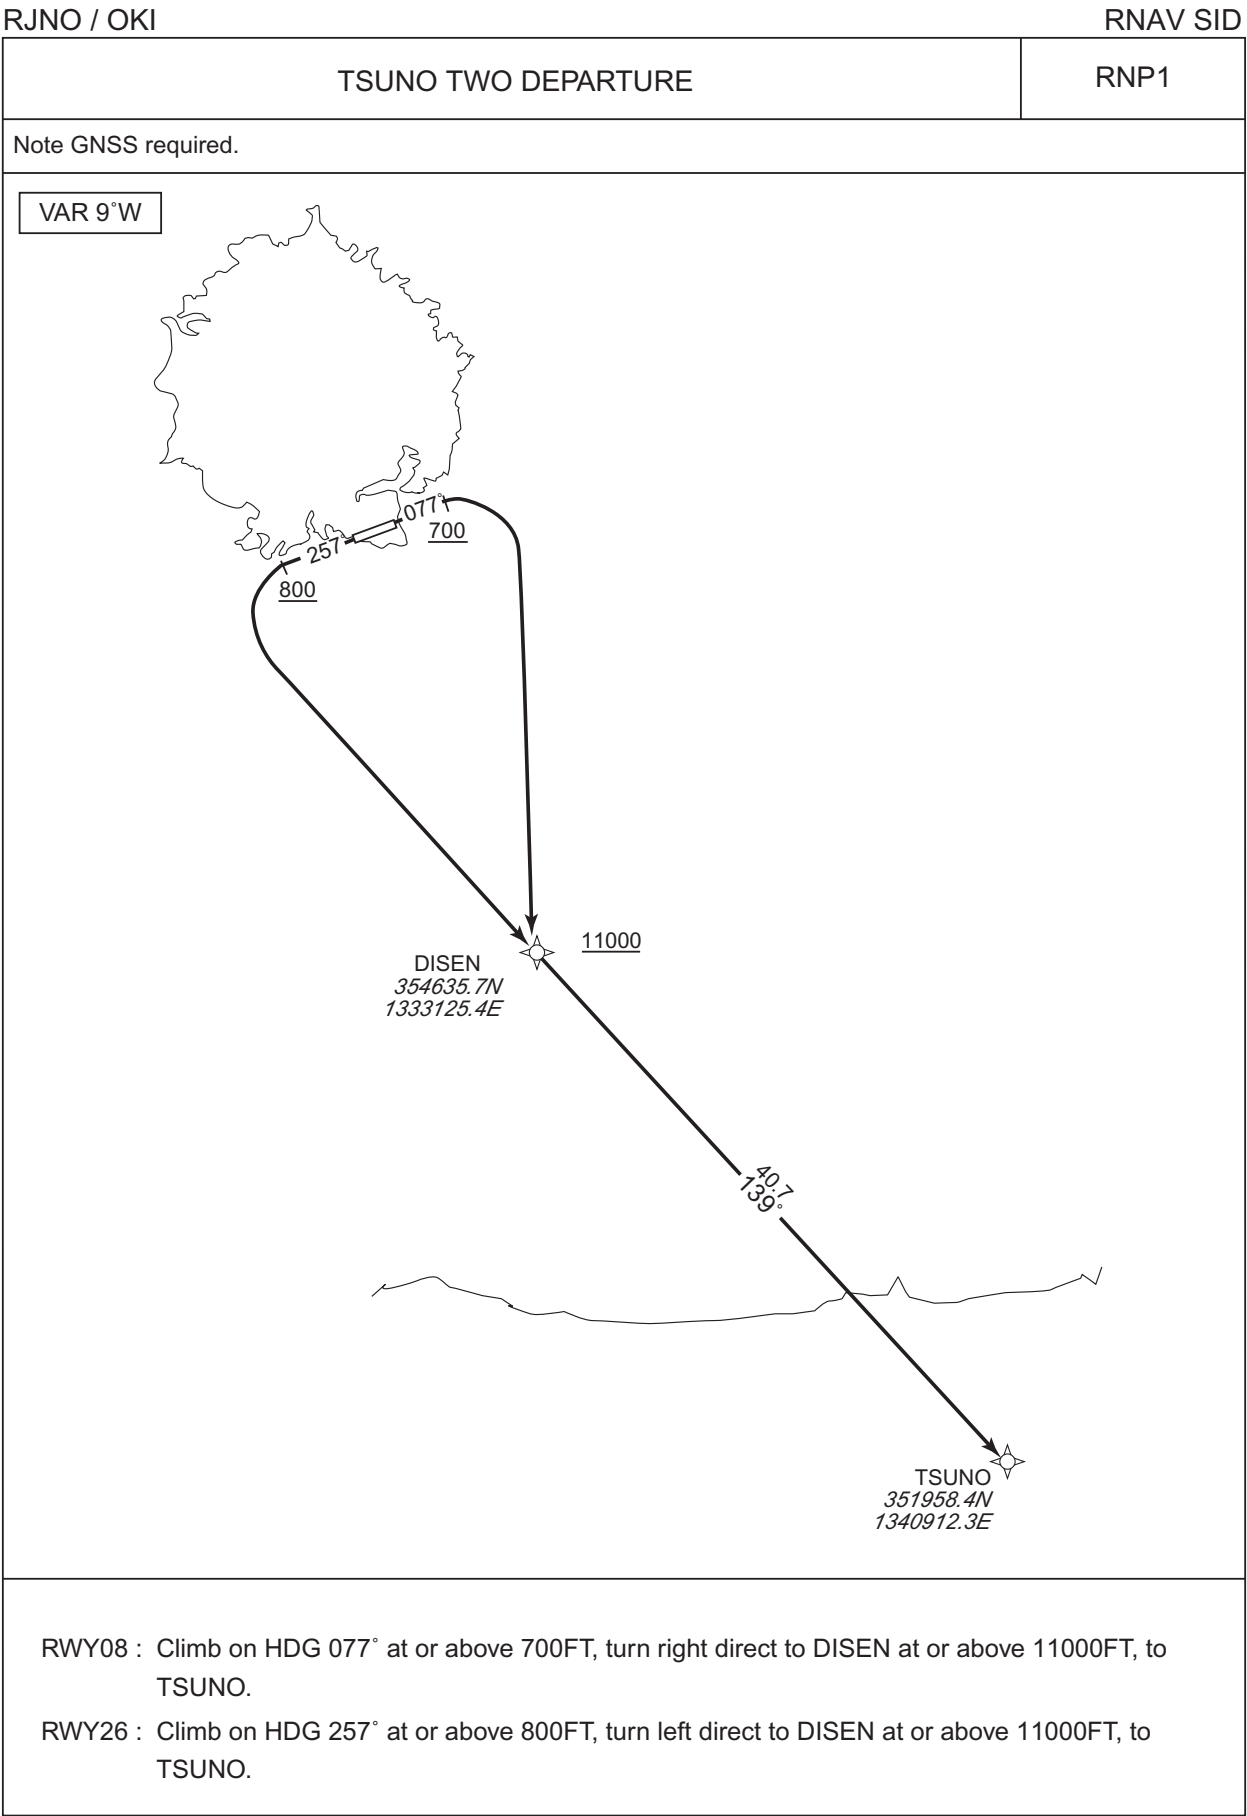 RJNO / OKI
RNAV SID
TSUNO TWO DEPARTURE
RNP1
Note GNSS required.
VAR 9°W
077°
700
257°
800
11000
DISEN
354635.7N
1333125.4E
40.7
139°
TSUNO
351958.4N
1340912.3E
RWY08 : Climb on HDG 077° at or above 700FT, turn right direct to DISEN at or above 11000FT, to
TSUNO.
RWY26 : Climb on HDG 257° at or above 800FT, turn left direct to DISEN at or above 11000FT, to
TSUNO.